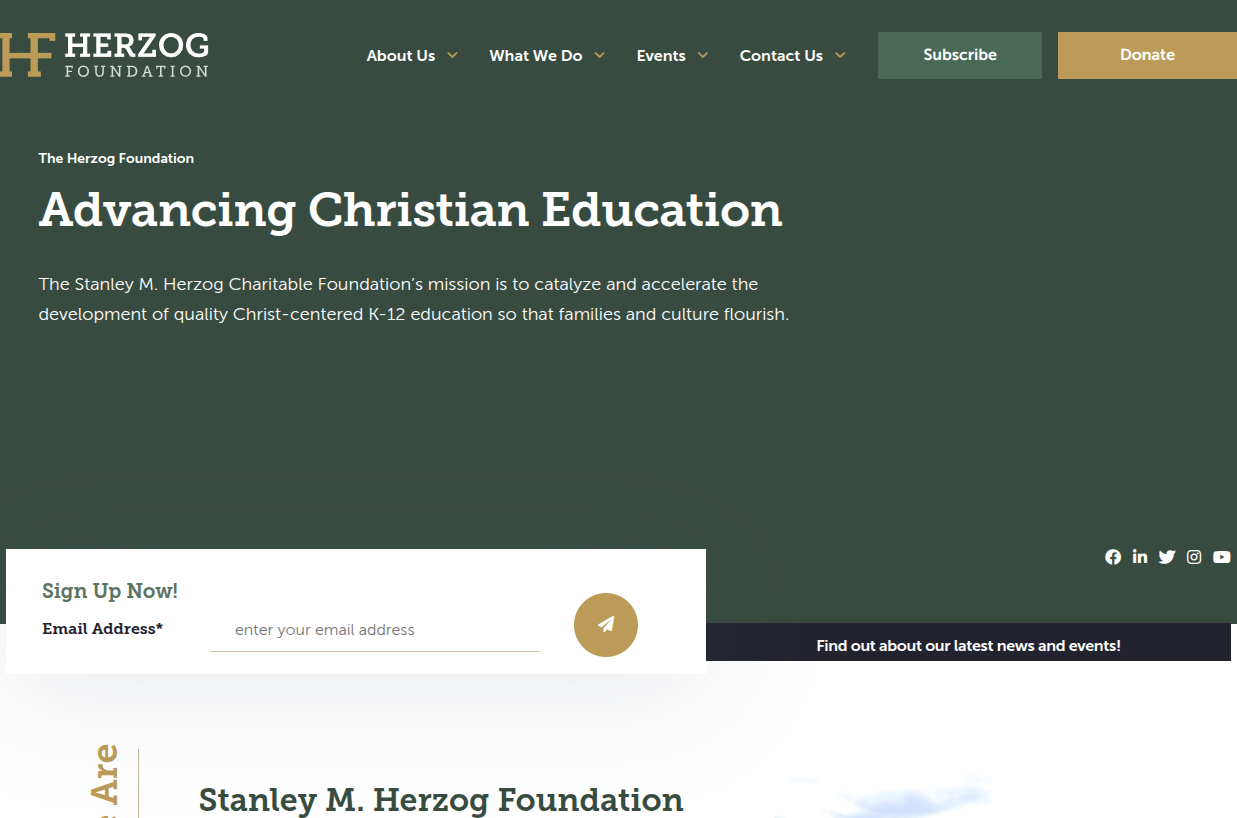 HERZOG
FOUNDATION
About Us
What We Do
Events
Contact Us
Subscribe
Donate
The Herzog Foundation
Advancing Christian Education
The Stanley M. Herzog Charitable Foundation's mission is to catalyze and accelerate the
development of quality Christ-centered K-12 education so that families and culture flourish.
Sign Up Now!
Email Address*
enter your email address
Find out about our latest news and events!
Are
Stanley M. Herzog Foundation